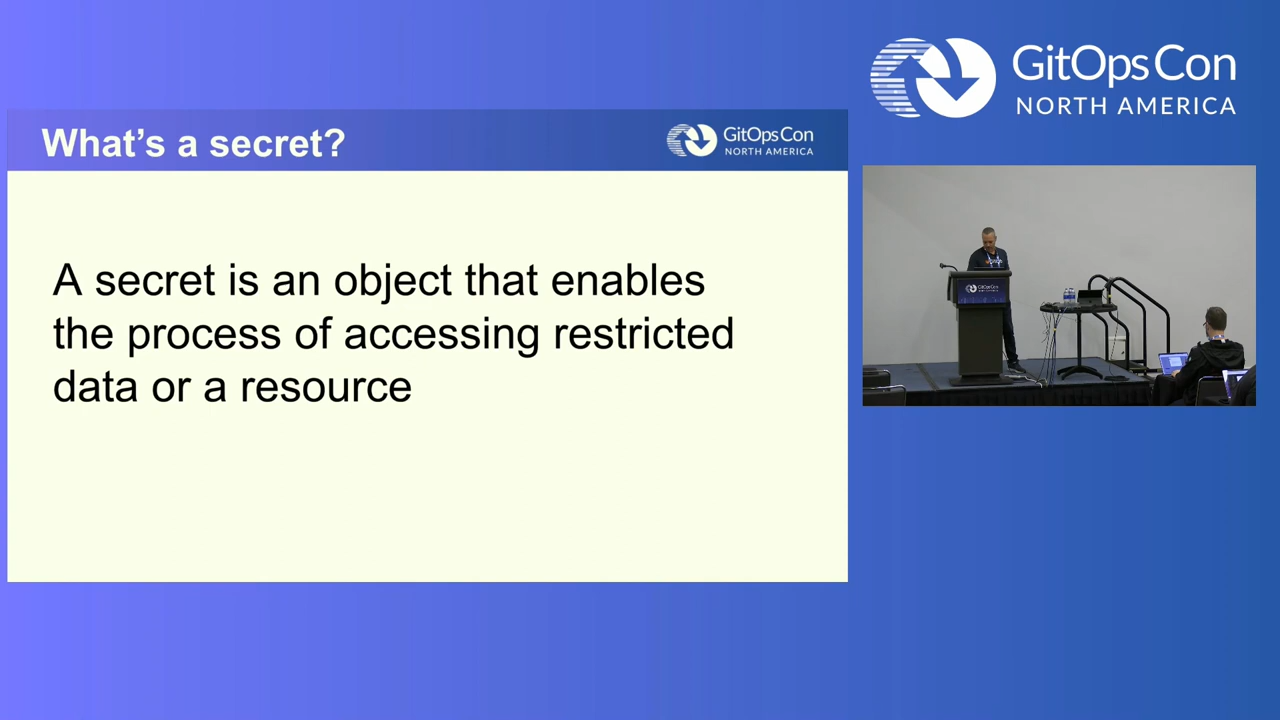 GitOpsCon
NORTH AMERICA
What's a secret?
GitOpsCon
NORTH AMERICA
A secret is an object that enables
the process of accessing restricted
data or a resource
GitOpsCon